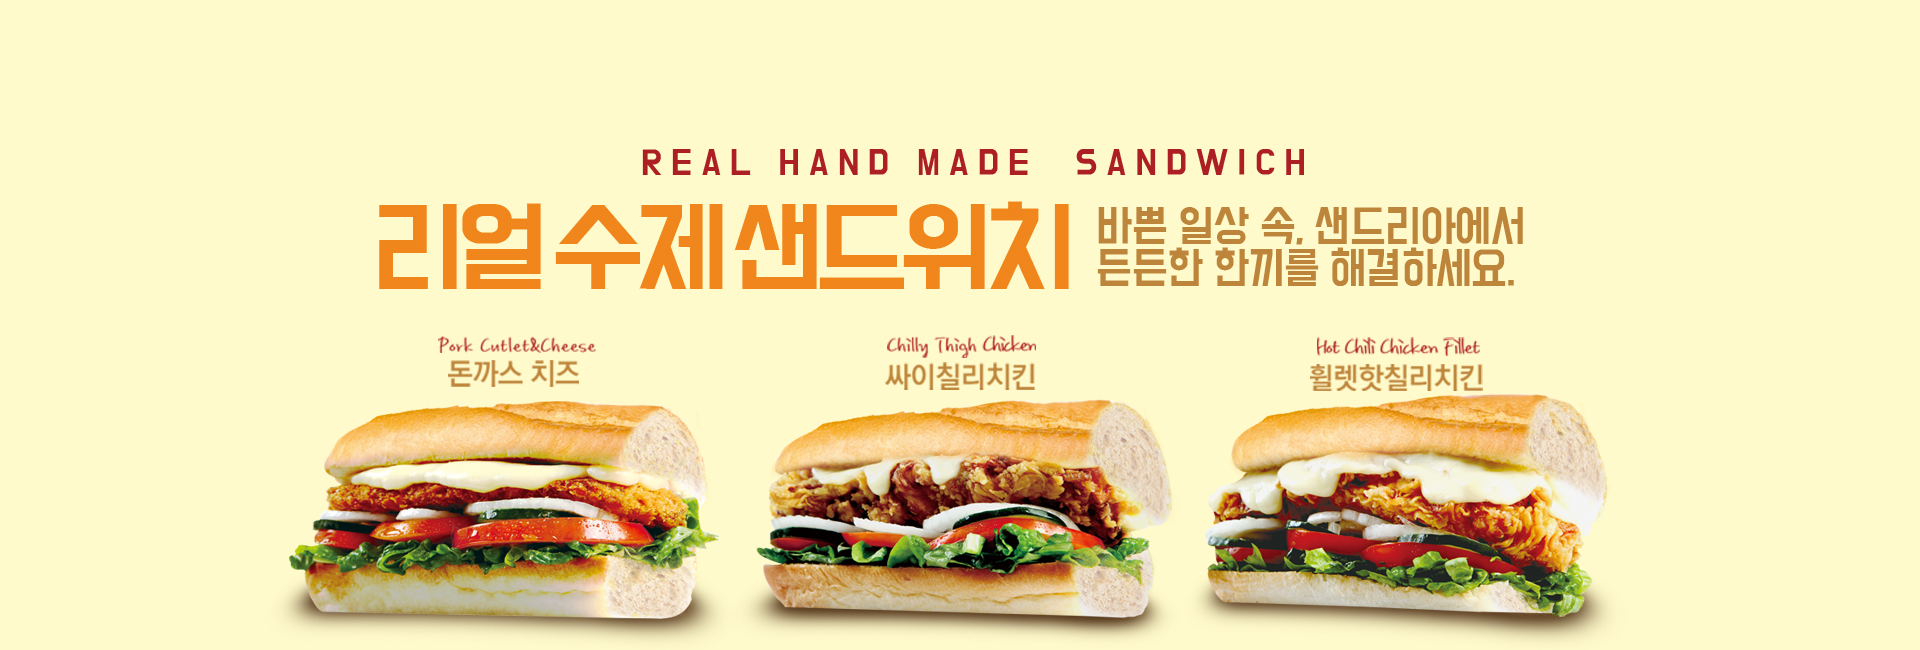 REAL HAND MADE SANDWICH
리얼 수제 샌드위치
바쁜 일상 속, 샌드리아에서
든든한 한끼를 해결하세요.
Pork Cutlet&Cheese
돈까스 치즈
Chilly Thigh Chicken
싸이칠리치킨
Hot Chili Chicken Fillet
휠렛핫칠리치킨